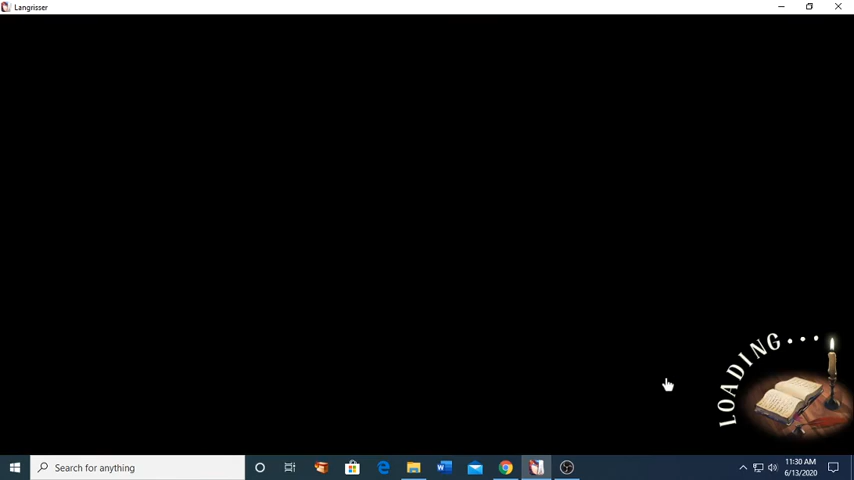 Langrisser
LOADING...
Search for anything
11:30 AM
6/13/2020